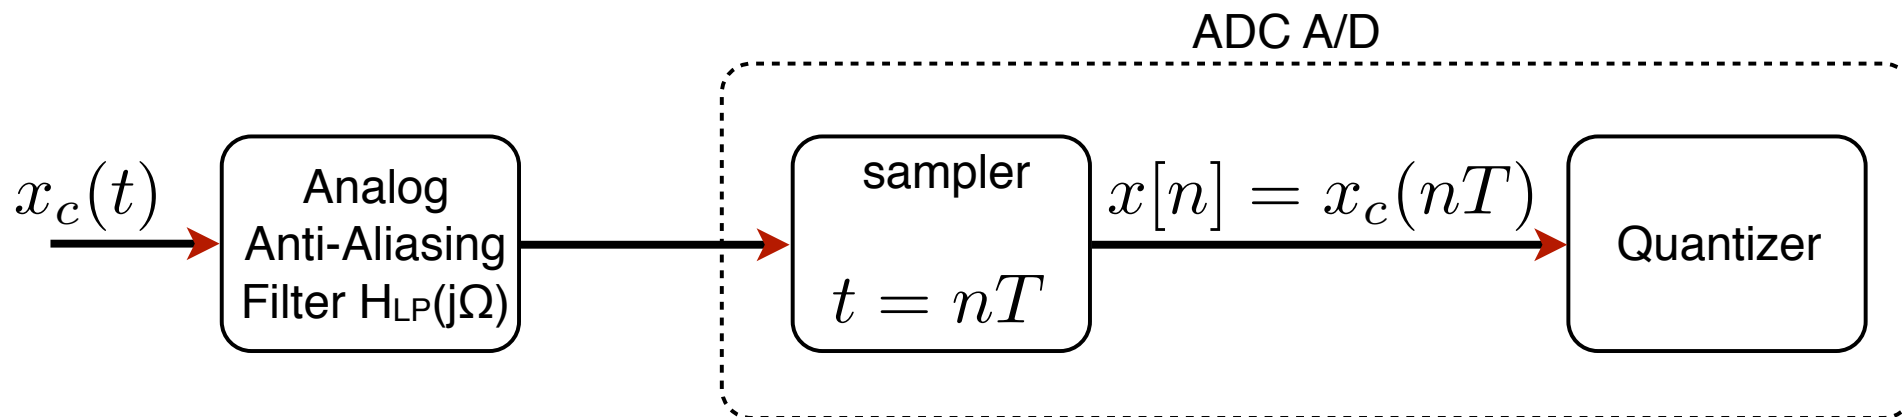 ADC A/D
x_c(t)
Analog
Anti-Aliasing
Filter H_LP(jΩ)
sampler
t = nT
x[n] = x_c(nT)
Quantizer